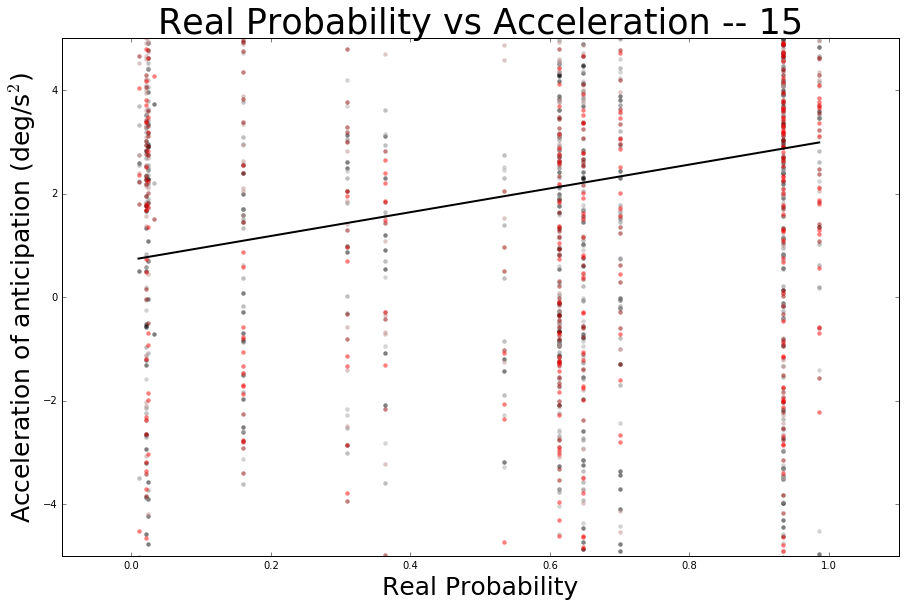 Real Probability vs Acceleration -- 15
Acceleration of anticipation (deg/s²)
4
2
0
−2
−4
0.0 0.2 0.4 0.6 0.8 1.0
Real Probability